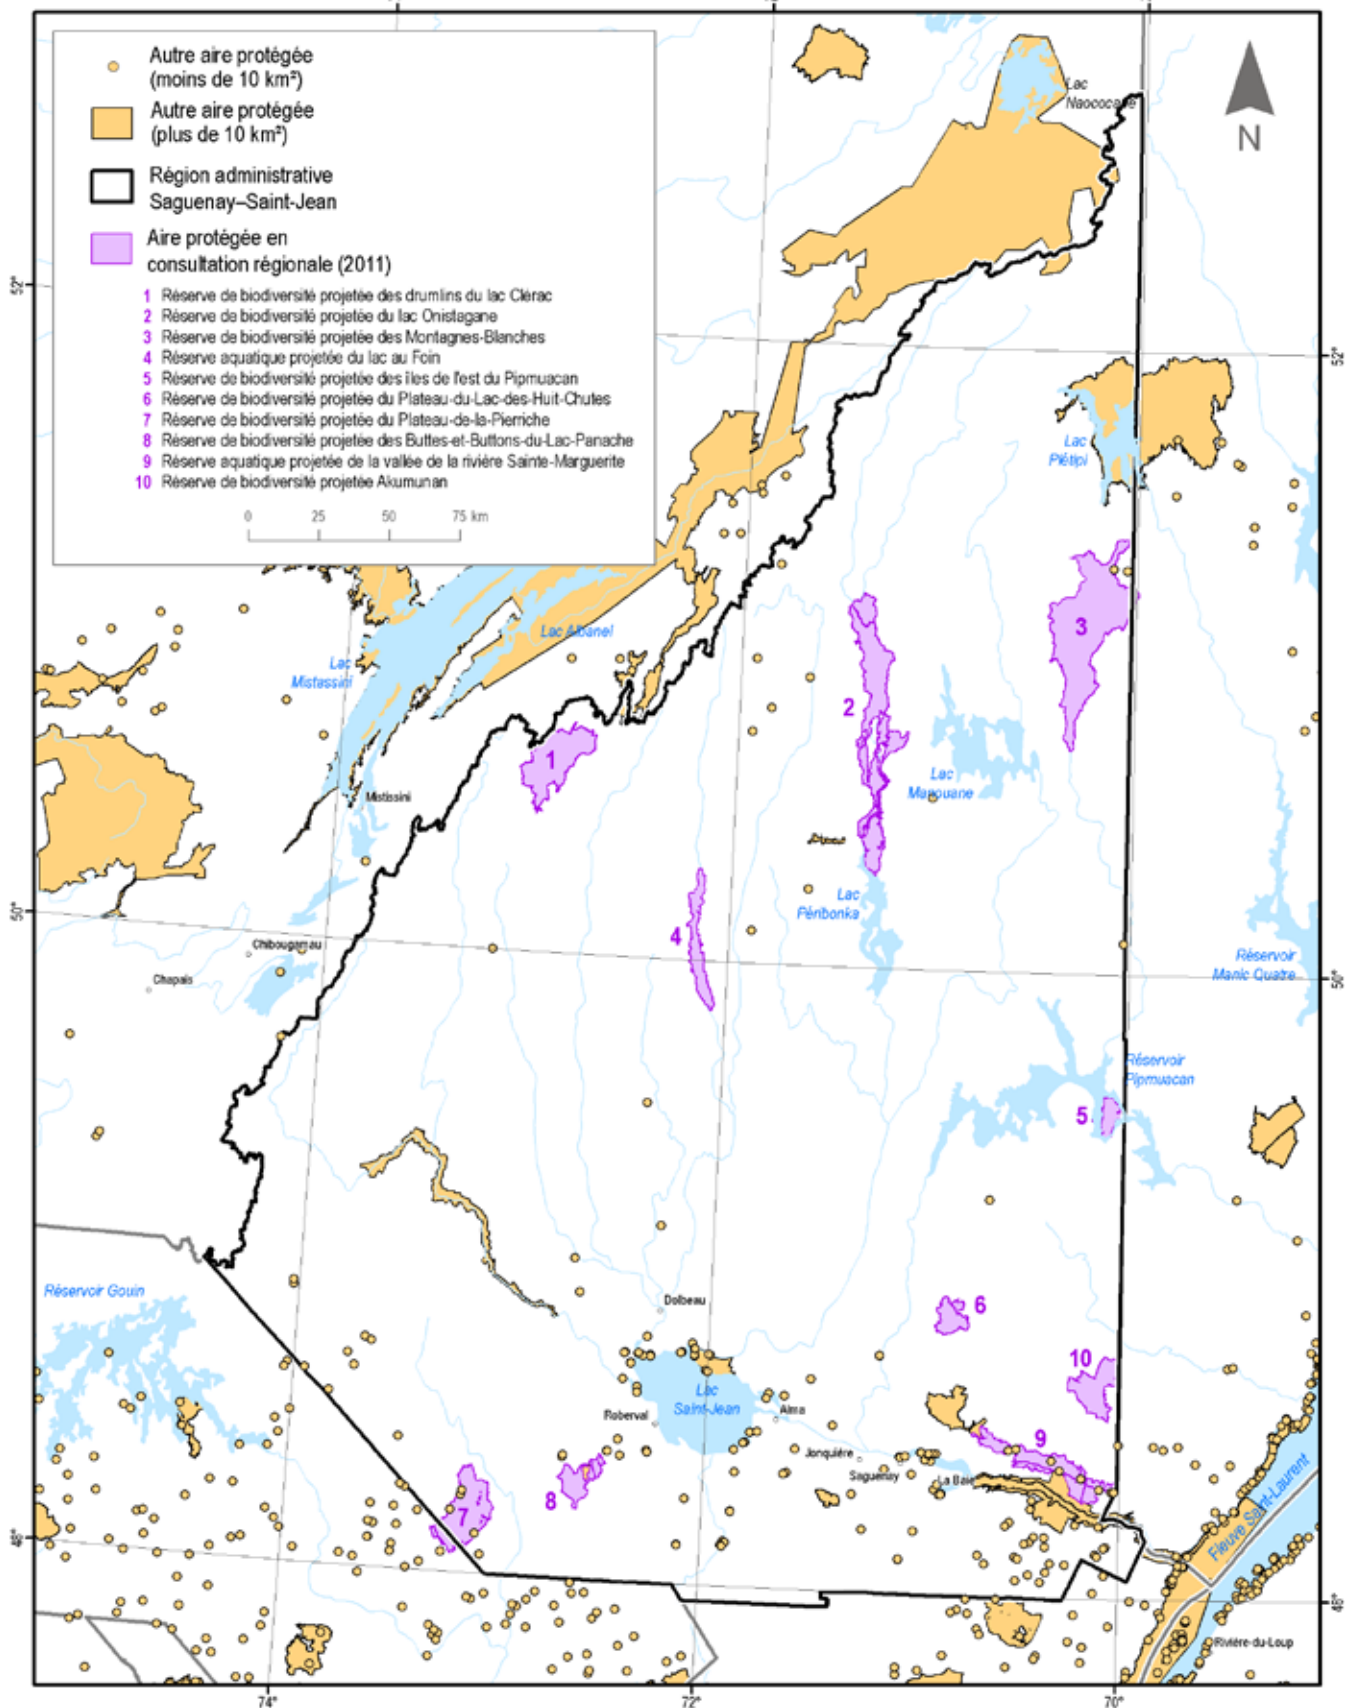 Autre aire protégée
(moins de 10 km²)
Autre aire protégée
(plus de 10 km²)
Région administrative
Saguenay–Saint-Jean
Aire protégée en
consultation régionale (2011)
1 Réserve de biodiversité projetée des drumlins du lac Clérac
2 Réserve de biodiversité projetée du lac Onistagane
3 Réserve de biodiversité projetée des Montagnes-Blanches
4 Réserve aquatique projetée du lac au Foin
5 Réserve de biodiversité projetée des îles de l'est du Pipmuacan
6 Réserve de biodiversité projetée du Plateau-du-Lac-des-Huit-Chutes
7 Réserve de biodiversité projetée du Plateau-de-la-Pierriche
8 Réserve de biodiversité projetée des Buttes-et-Buttons-du-Lac-Panache
9 Réserve aquatique projetée de la vallée de la rivière Sainte-Marguerite
10 Réserve de biodiversité projetée Akumunan
0 25 50 75 km
N
Lac
Naococane
52°
52°
Lac
Plétipi
Lac Albanel
Lac
Mistassini
3
2
1
Lac
Manouane
Mistissini
Lac
Péribonka
50°
4
Chibougamau
Chapais
Réservoir
Manic Quatre
50°
Réservoir
Pipmuacan
5
Réservoir Gouin
Dolbeau
6
10
Lac
Saint-Jean
Roberval
Alma
9
Jonquière
Saguenay
La Baie
8
7
Fleuve Saint-Laurent
48°
48°
Rivière-du-Loup
74°
72°
70°